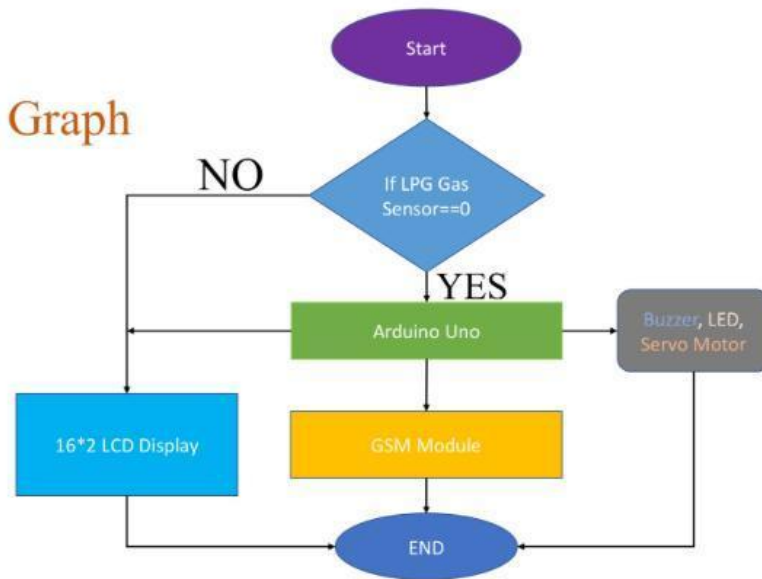 Start
Graph
NO
If LPG Gas
Sensor==0
YES
Arduino Uno
Buzzer, LED,
Servo Motor
16*2 LCD Display
GSM Module
END